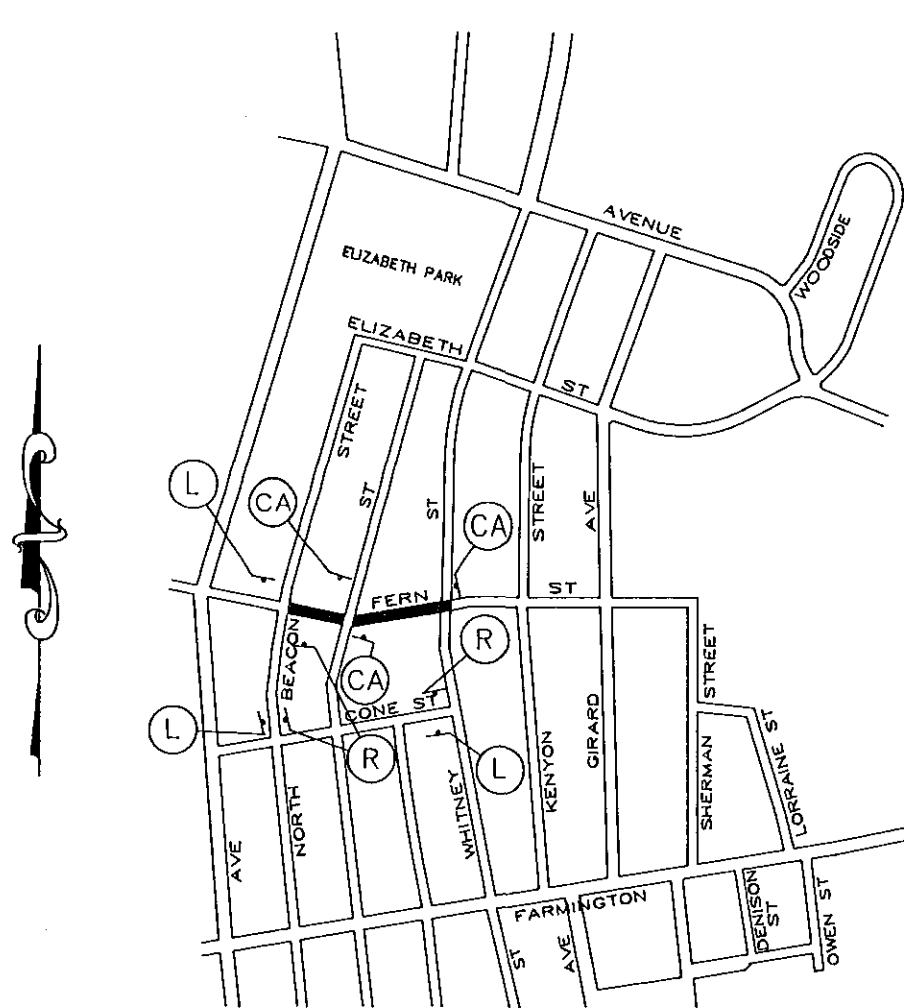 AVENUE
WOODSIDE
ELIZABETH PARK
ELIZABETH
ST
STREET
ST
ST
STREET
AVE
L
CA
CA
FERN
ST
BEACON
R
STREET
CA
CONE ST
L
R
L
KENYON
GIRARD
SHERMAN
LORRAINE ST
AVE
NORTH
WHITNEY
FARMINGTON
ST
AVE
DENISON
ST
OWEN ST